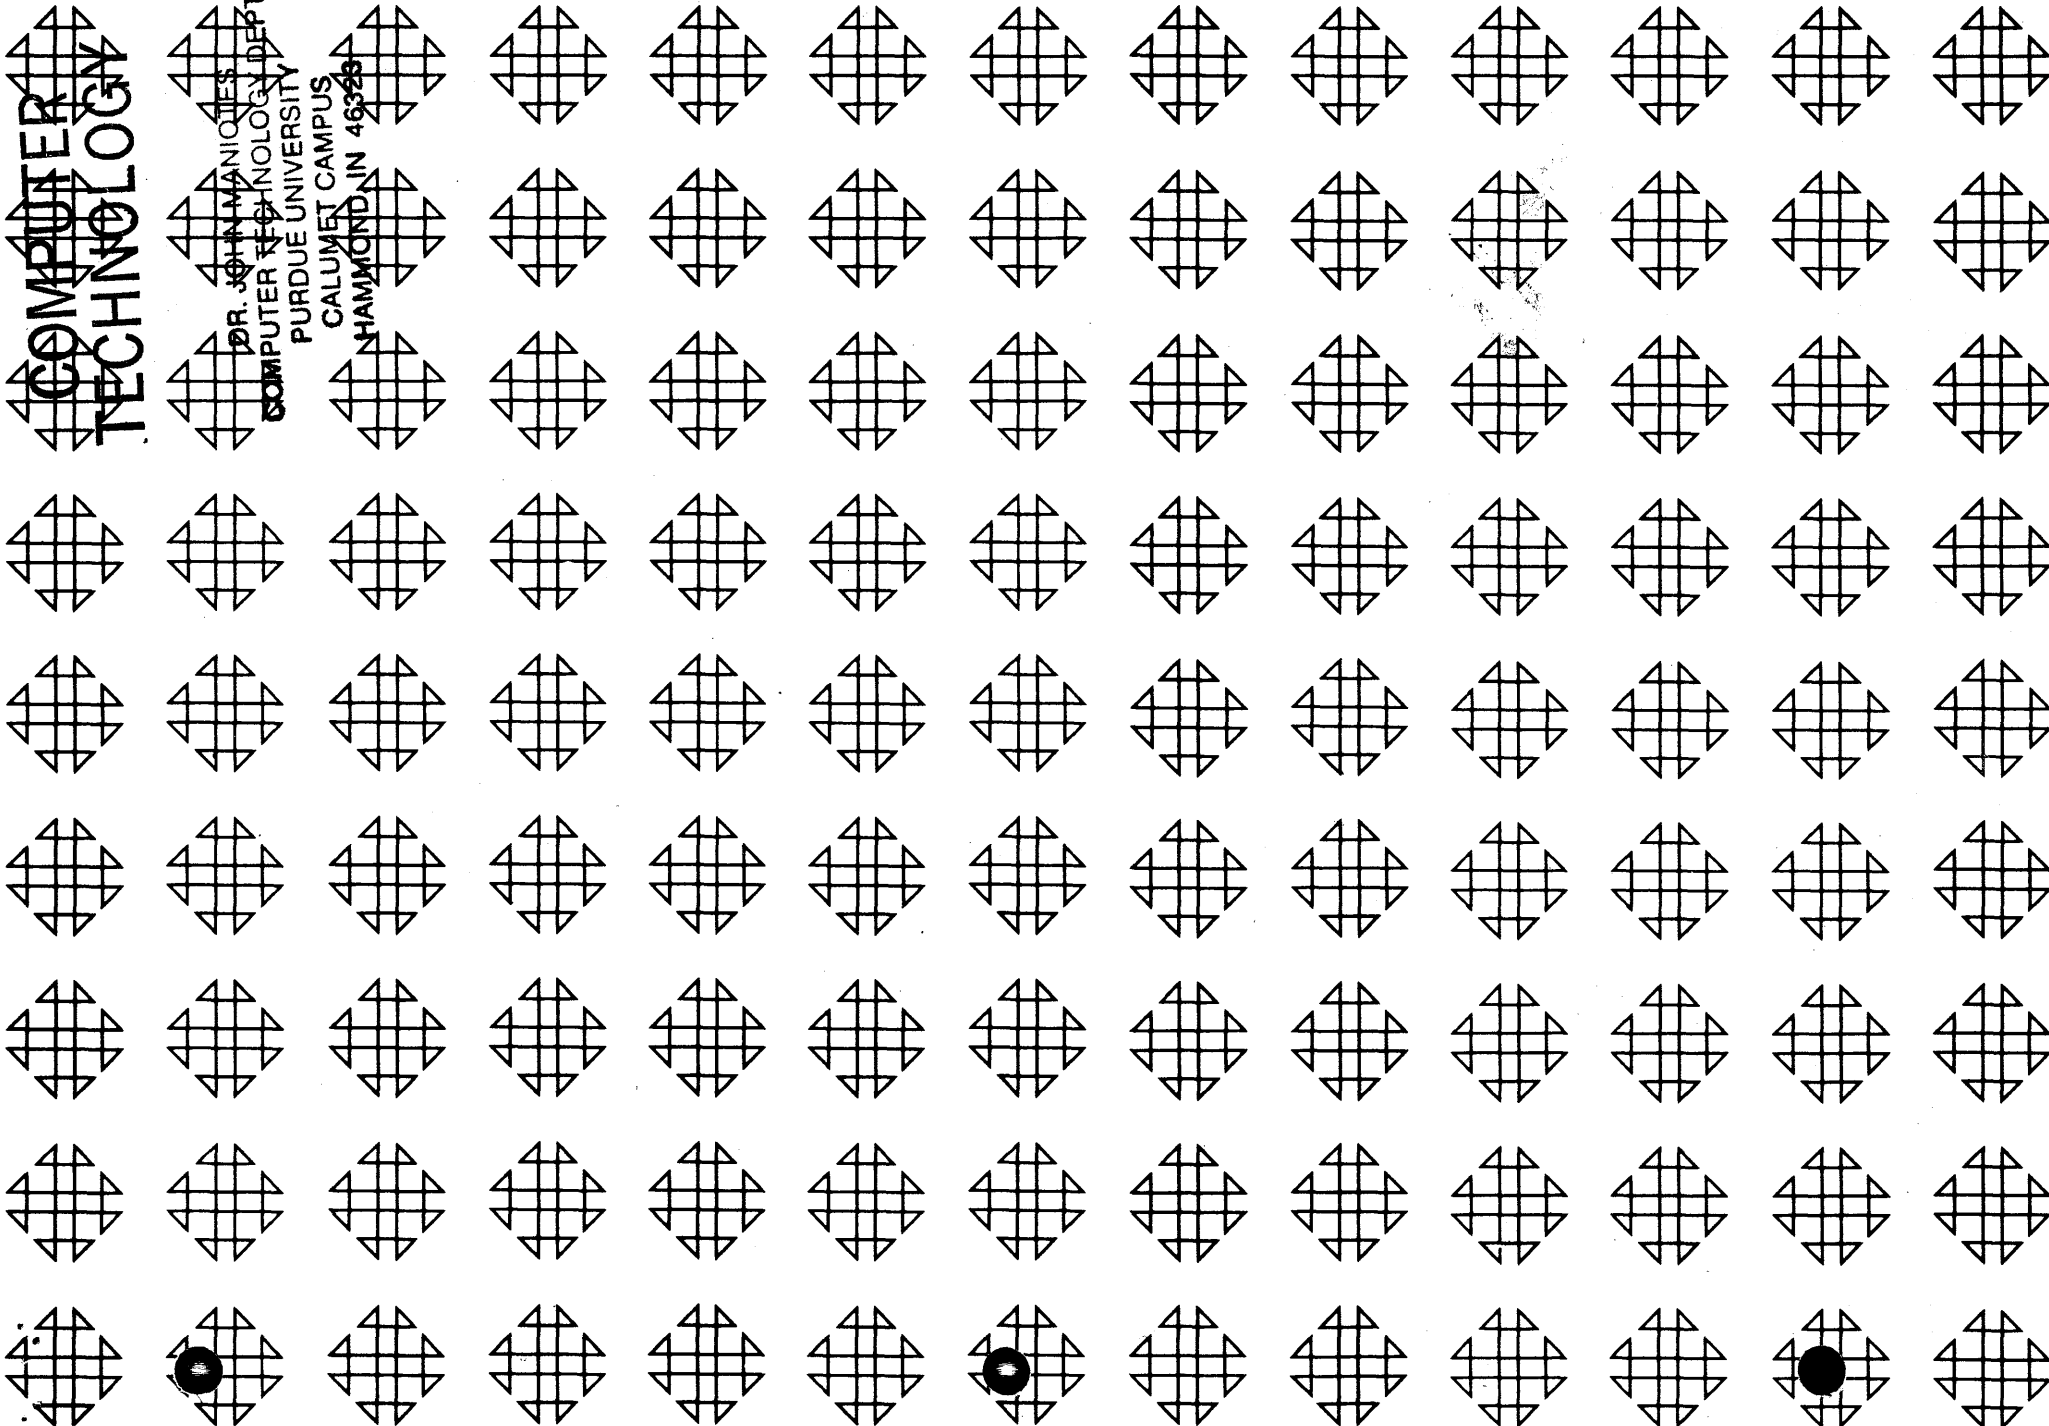 COMPUTER
TECHNOLOGY
DR. JOHN MANIOTES
COMPUTER TECHNOLOGY DEPT
PURDUE UNIVERSITY
CALUMET CAMPUS
HAMMOND, IN 46323